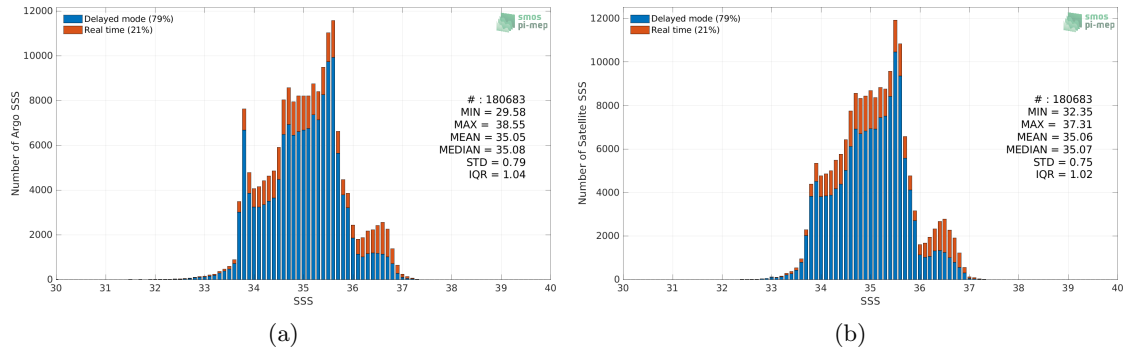 Delayed mode (79%)
Real time (21%)
smos
pi-mep
12000
10000
8000
6000
4000
2000
0
Number of Argo SSS
# : 180683
MIN = 29.58
MAX = 38.55
MEAN = 35.05
MEDIAN = 35.08
STD = 0.79
IQR = 1.04
30 31 32 33 34 35 36 37 38 39 40
SSS
(a)
Delayed mode (79%)
Real time (21%)
smos
pi-mep
12000
10000
8000
6000
4000
2000
0
Number of Satellite SSS
# : 180683
MIN = 32.35
MAX = 37.31
MEAN = 35.06
MEDIAN = 35.07
STD = 0.75
IQR = 1.02
30 31 32 33 34 35 36 37 38 39 40
SSS
(b)